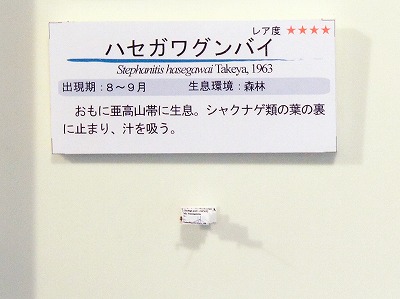 レア度 ★★★★
ハセガワグンバイ
Stephanitis hasegawai Takeya, 1963
出現期：8～9月 生息環境：森林
おもに亜高山帯に生息。シャクナゲ類の葉の裏
に止まり、汁を吸う。